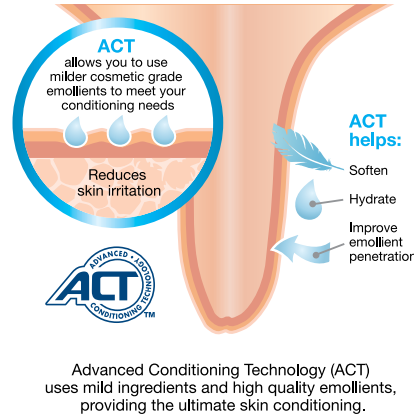 ACT
allows you to use
milder cosmetic grade
emollients to meet your
conditioning needs
Reduces
skin irritation
ACT
helps:
Soften
Hydrate
Improve
emollient
penetration
ADVANCED
ACT
CONDITIONING TECHNOLOGY
TM
Advanced Conditioning Technology (ACT)
uses mild ingredients and high quality emollients,
providing the ultimate skin conditioning.